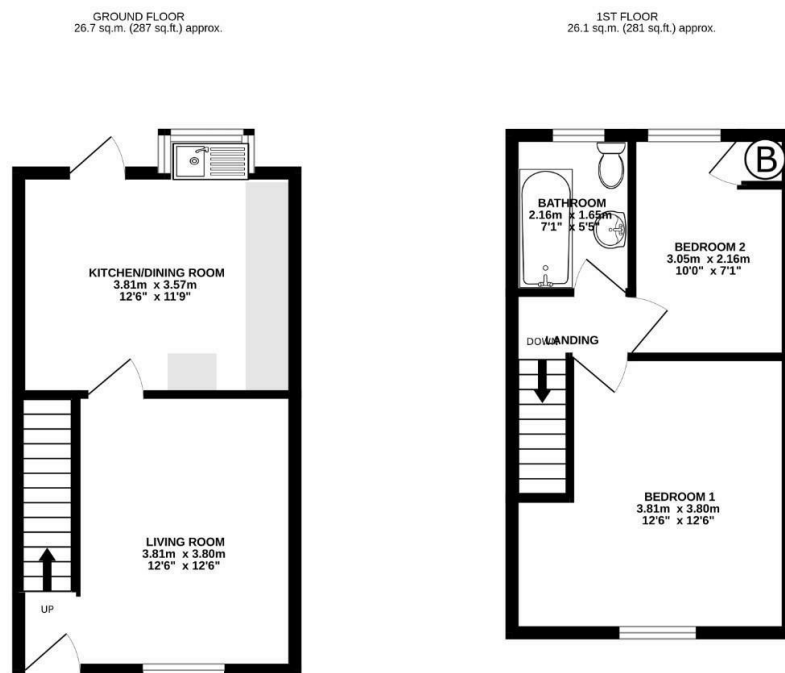 GROUND FLOOR
26.7 sq.m. (287 sq.ft.) approx.
1ST FLOOR
26.1 sq.m. (281 sq.ft.) approx.
KITCHEN/DINING ROOM
3.81m x 3.57m
12'6" x 11'9"
LIVING ROOM
3.81m x 3.80m
12'6" x 12'6"
UP
B
BATHROOM
2.16m x 1.65m
7'1" x 5'5"
BEDROOM 2
3.05m x 2.16m
10'0" x 7'1"
DOWN
LANDING
BEDROOM 1
3.81m x 3.80m
12'6" x 12'6"